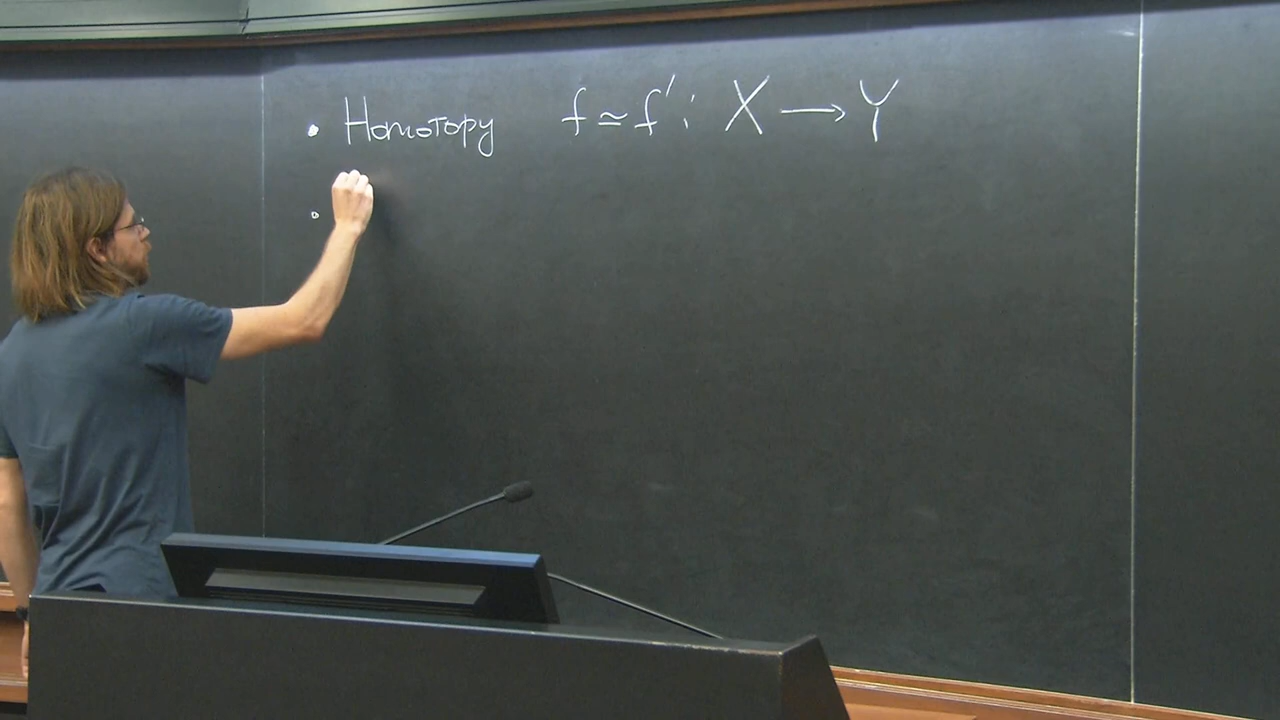 • Homotopy f ≃ f' : X → Y
•